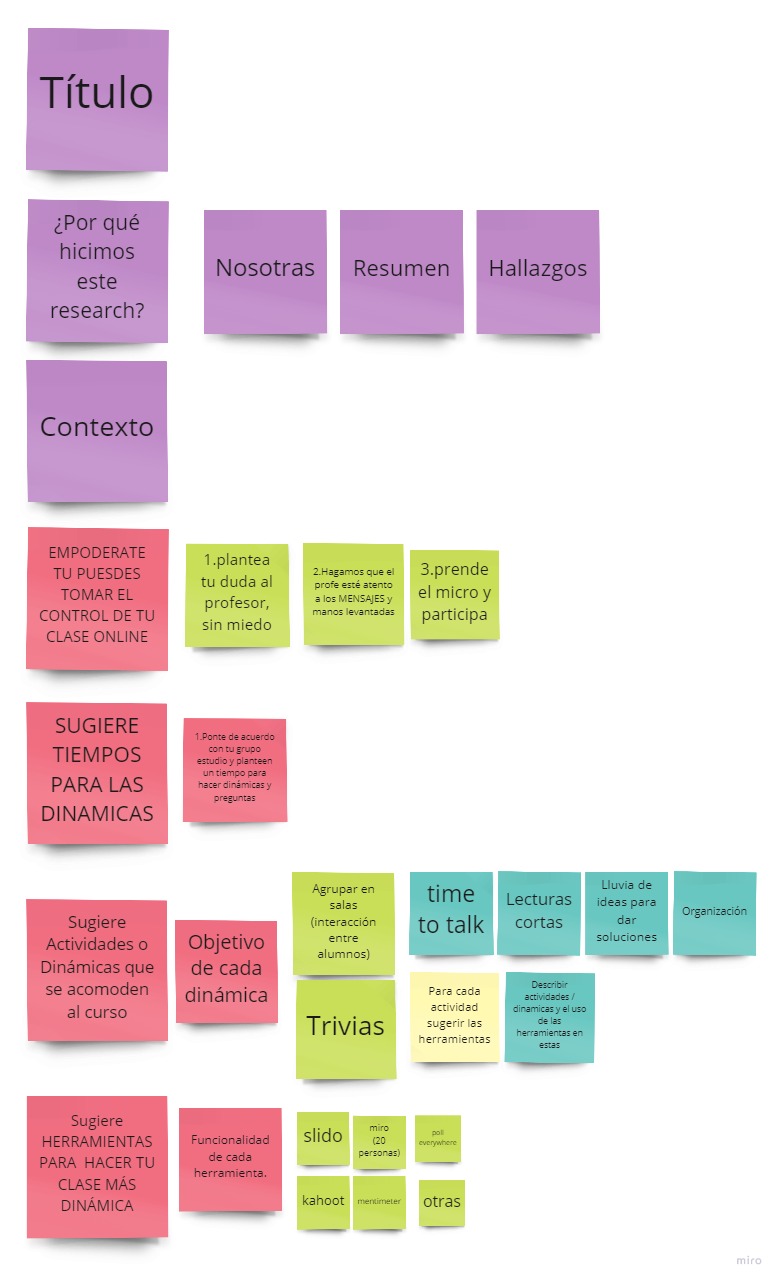 Título
¿Por qué
hicimos
este
research?
Nosotras
Resumen
Hallazgos
Contexto
EMPODERATE
TU PUESDES
TOMAR EL
CONTROL DE TU
CLASE ONLINE
1.plantea
tu duda al
profesor,
sin miedo
2.Hagamos que el
profe esté atento
a los MENSAJES y
manos levantadas
3.prende
el micro y
participa
SUGIERE
TIEMPOS
PARA LAS
DINAMICAS
1.Ponte de acuerdo
con tu grupo
estudio y planteen
un tiempo para
hacer dinámicas y
preguntas
Sugiere
Actividades o
Dinámicas que
se acomoden
al curso
Objetivo
de cada
dinámica
Agrupar en
salas
(interacción
entre
alumnos)
time
to talk
Lecturas
cortas
Lluvia de
ideas para
dar
soluciones
Organización
Trivias
Para cada
actividad
sugerir las
herramientas
Describir
actividades /
dinamicas y el uso
de las
herramientas en
estas
Sugiere
HERRAMIENTAS
PARA  HACER TU
CLASE MÁS
DINÁMICA
Funcionalidad
de cada
herramienta.
slido
miro
(20
personas)
poll
everywhere
kahoot
mentimeter
otras
miro